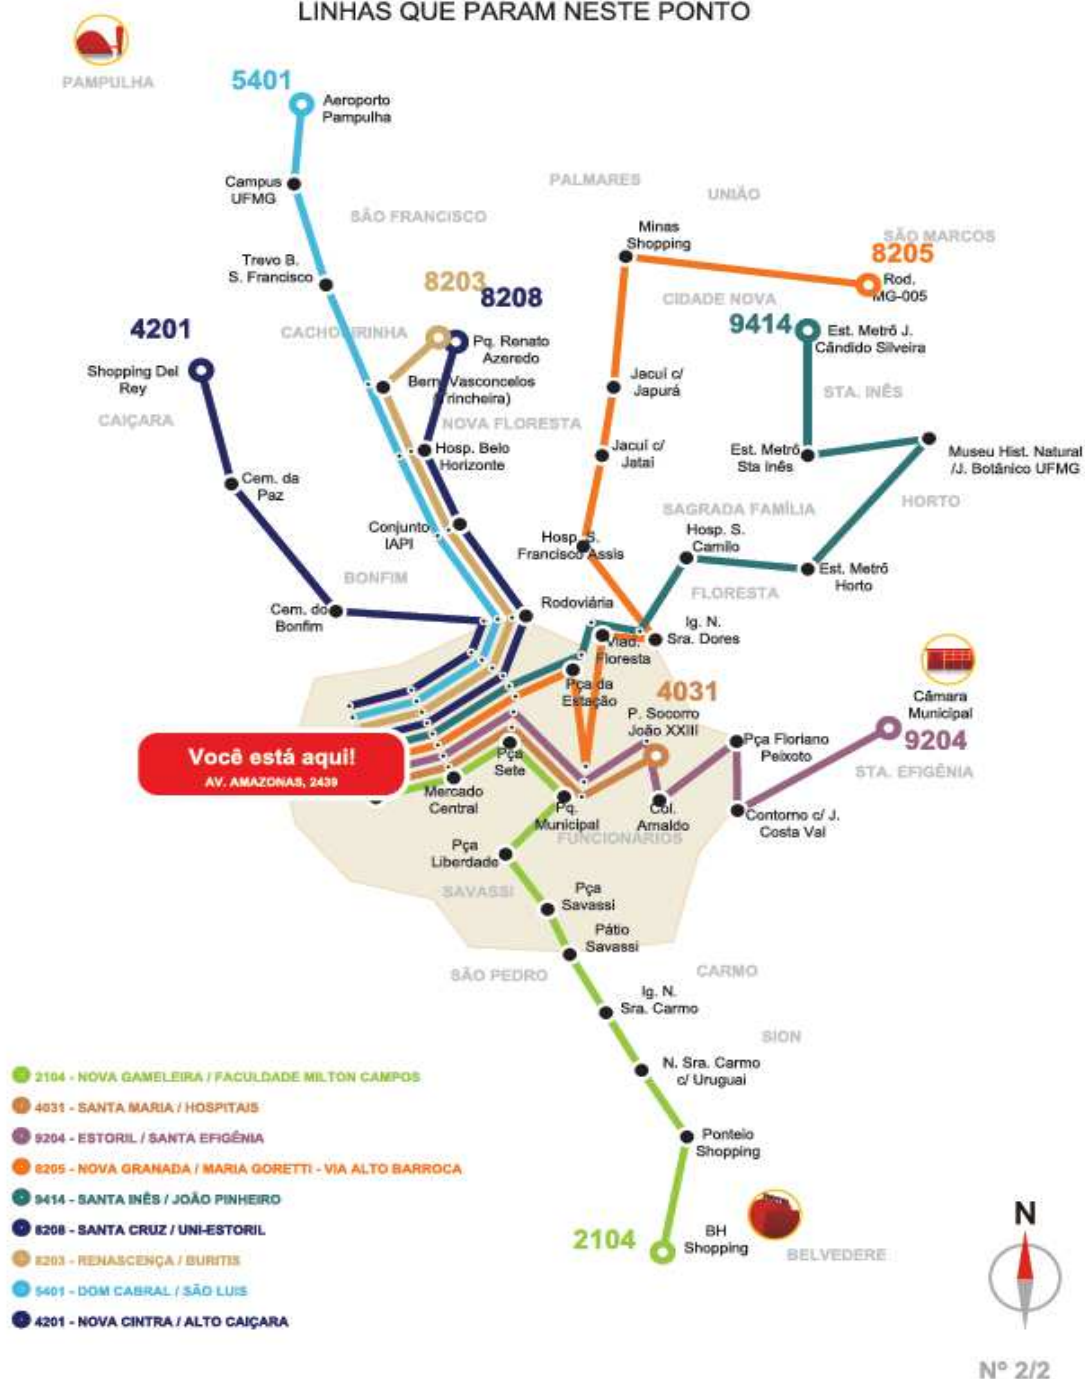 LINHAS QUE PARAM NESTE PONTO
PAMPULHA
5401
Aeroporto
Pampulha
PALMARES
UNIÃO
Campus
UFMG
SÃO FRANCISCO
Minas
Shopping
SÃO MARCOS
8205
Trevo B.
S. Francisco
8203
8208
Rod.
MG-005
CIDADE NOVA
9414
4201
CACHOEIRINHA
Est. Metrô J.
Cândido Silveira
Pq. Renato
Azeredo
Shopping Del
Rey
Bern. Vasconcelos
(Trincheira)
Jacuí c/
Japurá
STA. INÊS
CAIÇARA
NOVA FLORESTA
Hosp. Belo
Horizonte
Jacuí c/
Jataí
Est. Metrô
Sta Inês
Museu Hist. Natural
/J. Botânico UFMG
Cem. da
Paz
HORTO
SAGRADA FAMÍLIA
Conjunto
IAPI
Hosp. S.
Francisco Assis
Hosp. S.
Camilo
BONFIM
Est. Metrô
Horto
FLORESTA
Cem. do
Bonfim
Rodoviária
Ig. N.
Sra. Dores
Viad.
Floresta
Pça da
Estação
4031
P. Socorro
João XXIII
Câmara
Municipal
9204
Pça Floriano
Peixoto
Você está aqui!
AV. AMAZONAS, 2439
Pça
Sete
STA. EFIGÊNIA
Mercado
Central
Pq.
Municipal
Col.
Arnaldo
Contorno c/ J.
Costa Val
FUNCIONÁRIOS
Pça
Liberdade
SAVASSI
Pça
Savassi
Pátio
Savassi
SÃO PEDRO
CARMO
Ig. N.
Sra. Carmo
SION
N. Sra. Carmo
c/ Uruguai
Ponteio
Shopping
2104
BH
Shopping
BELVEDERE
2104 - NOVA GAMELEIRA / FACULDADE MILTON CAMPOS
4031 - SANTA MARIA / HOSPITAIS
9204 - ESTORIL / SANTA EFIGÊNIA
8205 - NOVA GRANADA / MARIA GORETTI - VIA ALTO BARROCA
9414 - SANTA INÊS / JOÃO PINHEIRO
8208 - SANTA CRUZ / UNI-ESTORIL
8203 - RENASCENÇA / BURITIS
5401 - DOM CABRAL / SÃO LUIS
4201 - NOVA CINTRA / ALTO CAIÇARA
N
Nº 2/2